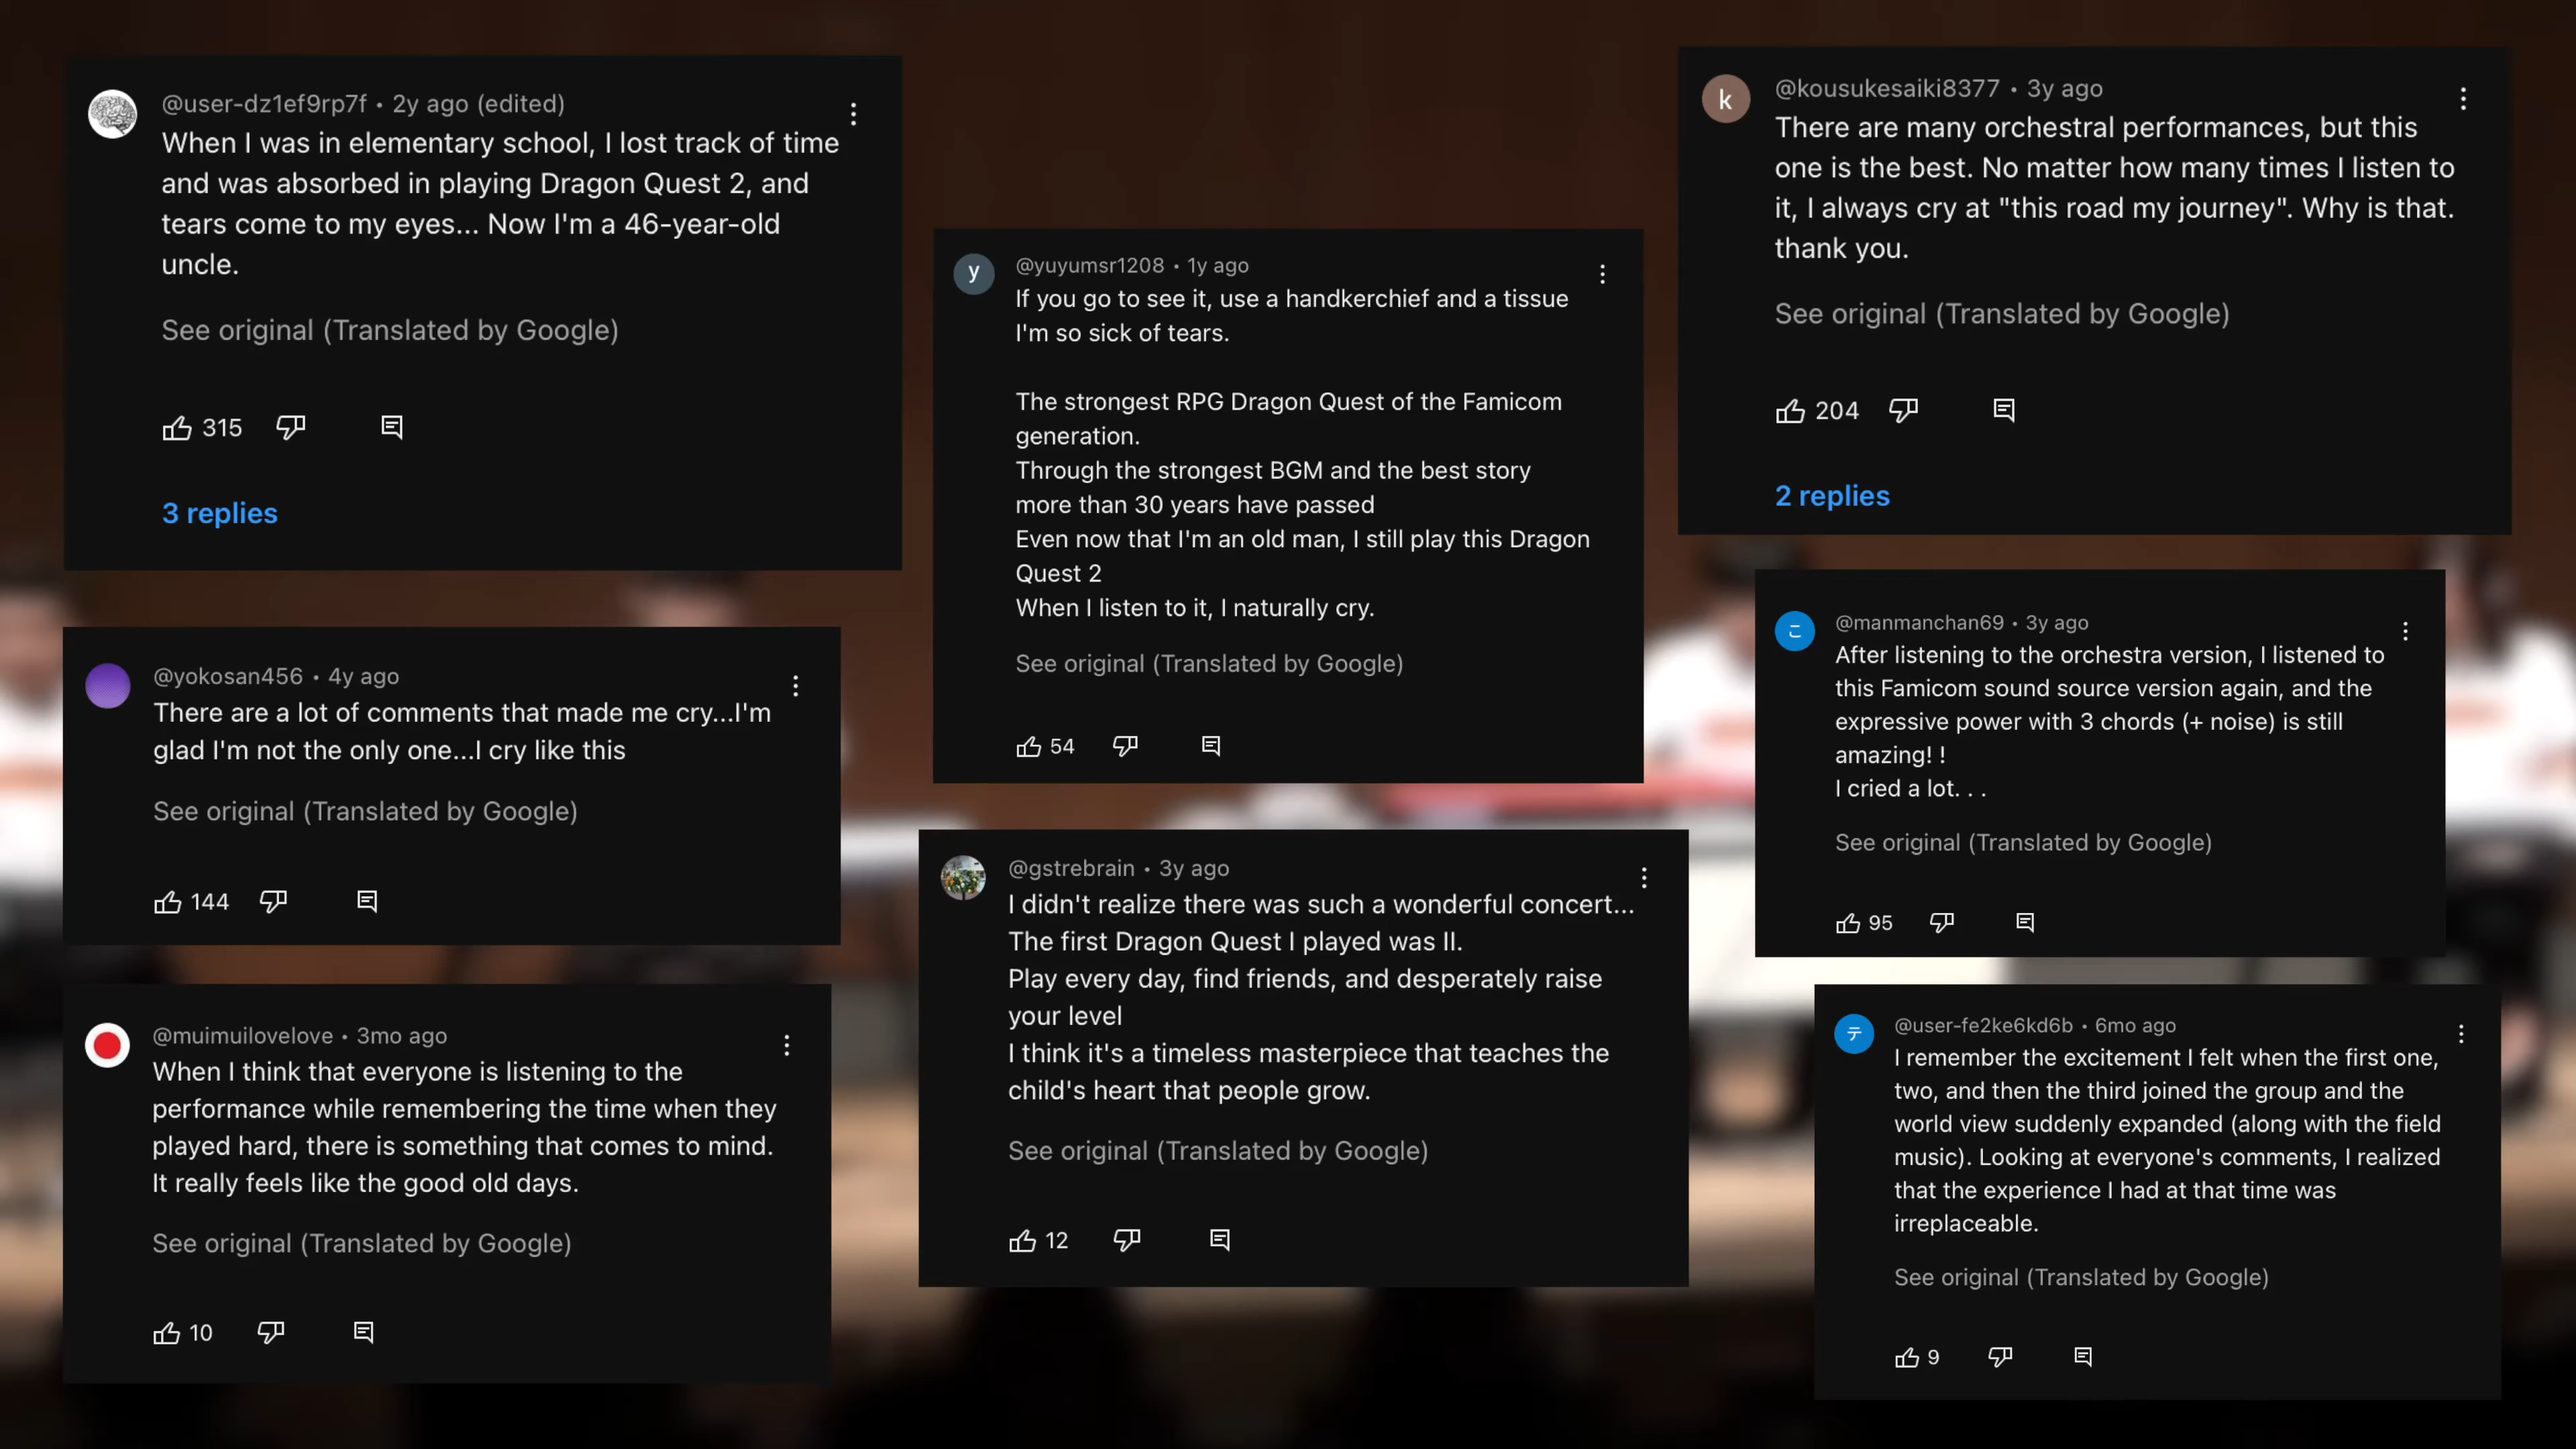 @user-dz1ef9rp7f • 2y ago (edited)
When I was in elementary school, I lost track of time
and was absorbed in playing Dragon Quest 2, and
tears come to my eyes... Now I'm a 46-year-old
uncle.
See original (Translated by Google)
315
3 replies
@yokosan456 • 4y ago
There are a lot of comments that made me cry...I'm
glad I'm not the only one...I cry like this
See original (Translated by Google)
144
@muimuilovelove • 3mo ago
When I think that everyone is listening to the
performance while remembering the time when they
played hard, there is something that comes to mind.
It really feels like the good old days.
See original (Translated by Google)
10
y
@yuyumsr1208 • 1y ago
If you go to see it, use a handkerchief and a tissue
I'm so sick of tears.
The strongest RPG Dragon Quest of the Famicom
generation.
Through the strongest BGM and the best story
more than 30 years have passed
Even now that I'm an old man, I still play this Dragon
Quest 2
When I listen to it, I naturally cry.
See original (Translated by Google)
54
@gstrebrain • 3y ago
I didn't realize there was such a wonderful concert...
The first Dragon Quest I played was II.
Play every day, find friends, and desperately raise
your level
I think it's a timeless masterpiece that teaches the
child's heart that people grow.
See original (Translated by Google)
12
k
@kousukesaiki8377 • 3y ago
There are many orchestral performances, but this
one is the best. No matter how many times I listen to
it, I always cry at "this road my journey". Why is that.
thank you.
See original (Translated by Google)
204
2 replies
こ
@manmanchan69 • 3y ago
After listening to the orchestra version, I listened to
this Famicom sound source version again, and the
expressive power with 3 chords (+ noise) is still
amazing! !
I cried a lot. . .
See original (Translated by Google)
95
テ
@user-fe2ke6kd6b • 6mo ago
I remember the excitement I felt when the first one,
two, and then the third joined the group and the
world view suddenly expanded (along with the field
music). Looking at everyone's comments, I realized
that the experience I had at that time was
irreplaceable.
See original (Translated by Google)
9